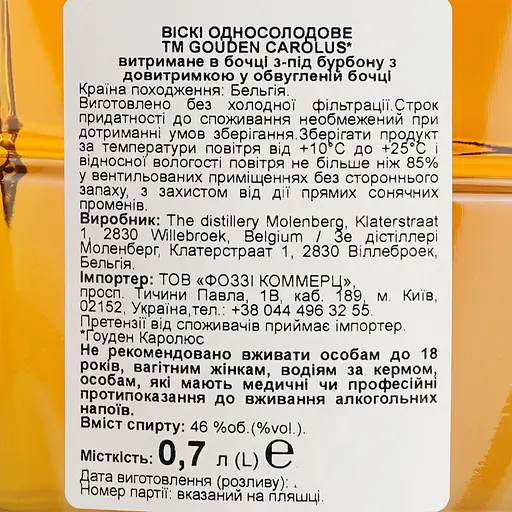 ВІСКІ ОДНОСОЛОДОВЕ
ТМ GOUDEN CAROLUS*
витримане в бочці з-під бурбону з
довитримкою у обвугленій бочці
Країна походження: Бельгія.
Виготовлено без холодної фільтрації.Строк
придатності до споживання необмежений при
дотриманні умов зберігання.Зберігати продукт
за температури повітря від +10°С до +25°С і
відносної вологості повітря не більше ніж 85%
у вентильованих приміщеннях без стороннього
запаху, з захистом від дії прямих сонячних
променів.
Виробник: The distillery Molenberg, Klaterstraat
1, 2830 Willebroek, Belgium / Зе дістіллері
Моленберг, Клатерстраат 1, 2830 Віллеброек,
Бельгія.
Імпортер: ТОВ «ФОЗЗІ КОММЕРЦ»,
просп. Тичини Павла, 1В, каб. 189, м. Київ,
02152, Україна,тел.: +38 044 496 32 55.
Претензії від споживачів приймає імпортер.
*Гоуден Каролюс
Не рекомендовано вживати особам до 18
років, вагітним жінкам, водіям за кермом,
особам, які мають медичні чи професійні
протипоказання до вживання алкогольних
напоїв.
Вміст спирту: 46 %об.(%vol.).
Місткість: 0,7 л (L) ℮
Дата виготовлення (розливу):
Номер партії: вказаний на пляшці.